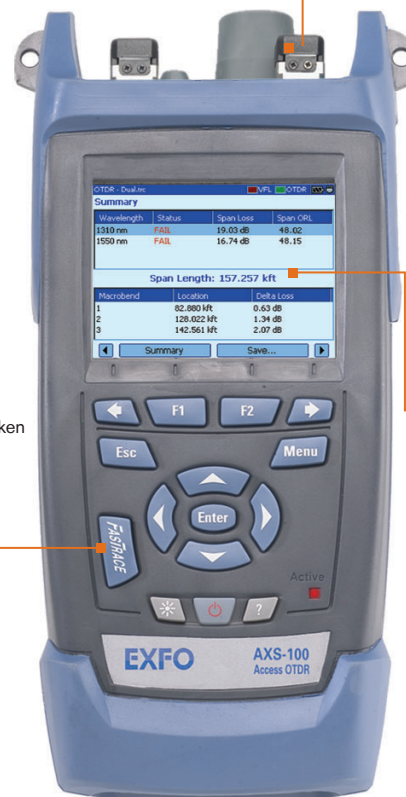 OTDR - Dual.trc VFL OTDR
Summary
Wavelength Status Span Loss Span ORL
1310 nm FAIL 19.03 dB 48.02
1550 nm FAIL 16.74 dB 48.15
Span Length: 157.257 kft
Macrobend Location Delta Loss
1 82.880 kft 0.63 dB
2 128.022 kft 1.34 dB
3 142.561 kft 2.07 dB
Summary Save...
F1 F2
ken
Esc Menu
Enter
FASTRACE
Active
?
EXFO AXS-100
Access OTDR